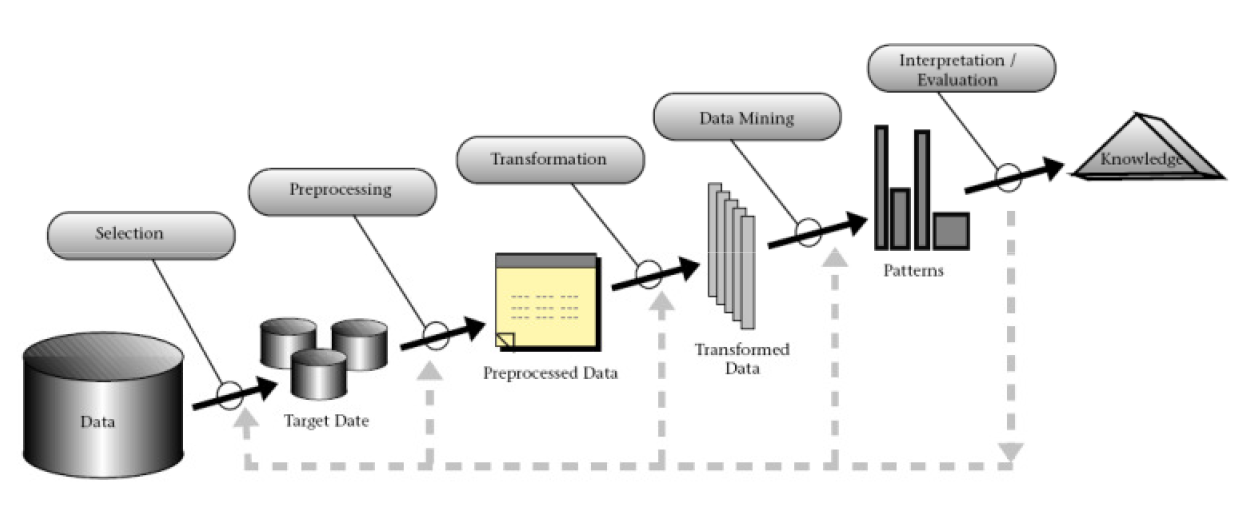 Interpretation /
Evaluation
Data Mining
Transformation
Preprocessing
Selection
Knowledge
Patterns
Transformed
Data
Preprocessed Data
Target Date
Data